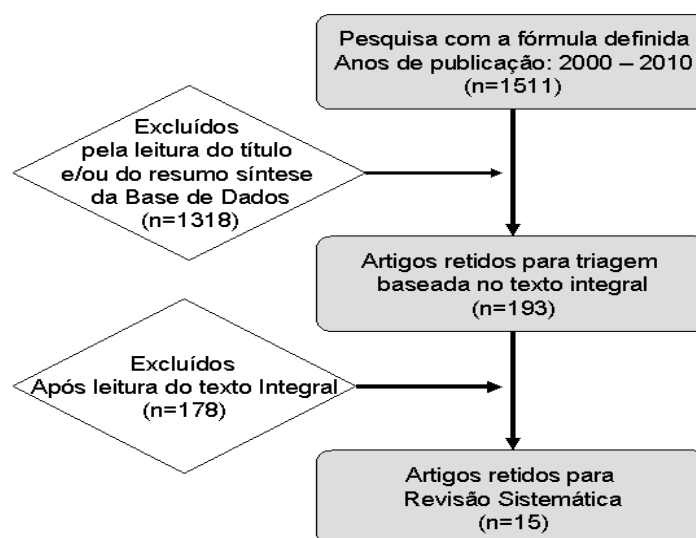 Pesquisa com a fórmula definida
Anos de publicação: 2000 – 2010
(n=1511)
Excluídos
pela leitura do título
e/ou do resumo síntese
da Base de Dados
(n=1318)
Artigos retidos para triagem
baseada no texto integral
(n=193)
Excluídos
Após leitura do texto Integral
(n=178)
Artigos retidos para
Revisão Sistemática
(n=15)